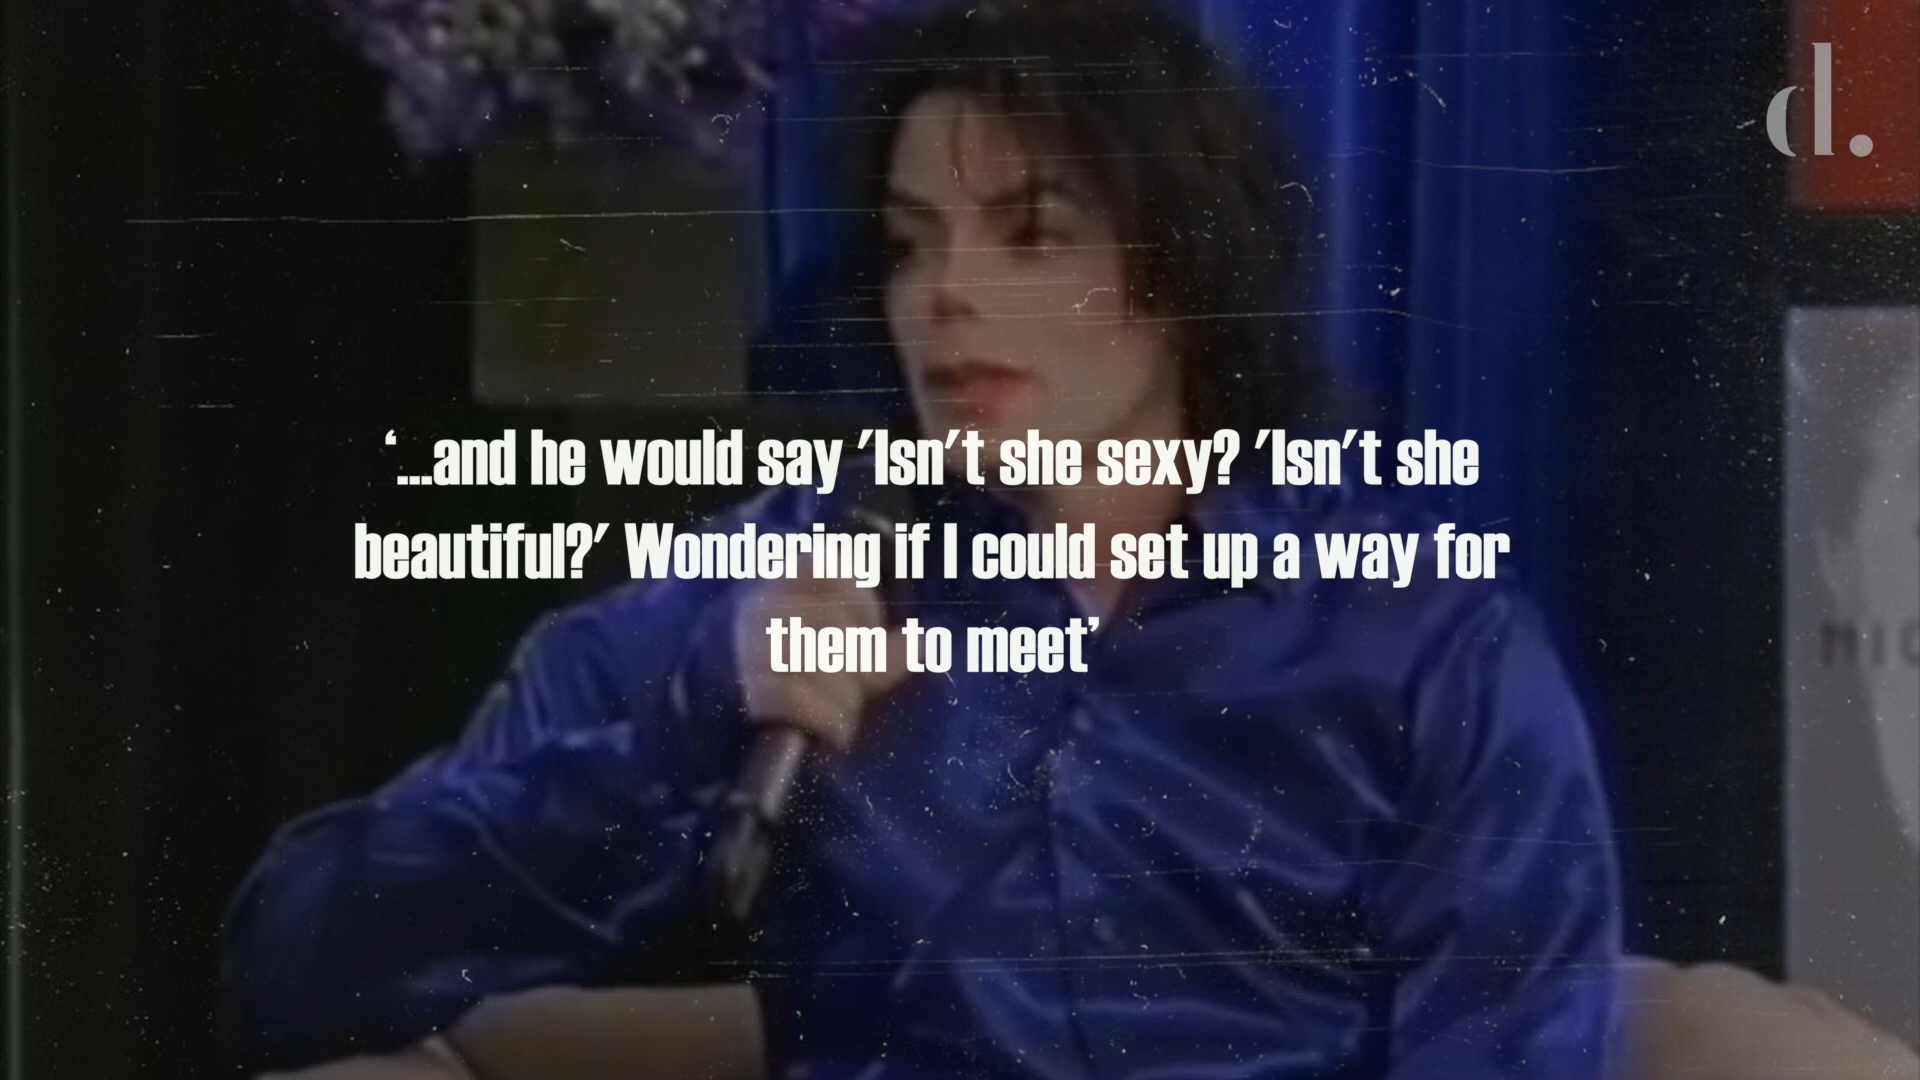 d.
‘...and he would say 'Isn't she sexy? 'Isn't she
beautiful?' Wondering if I could set up a way for
them to meet’